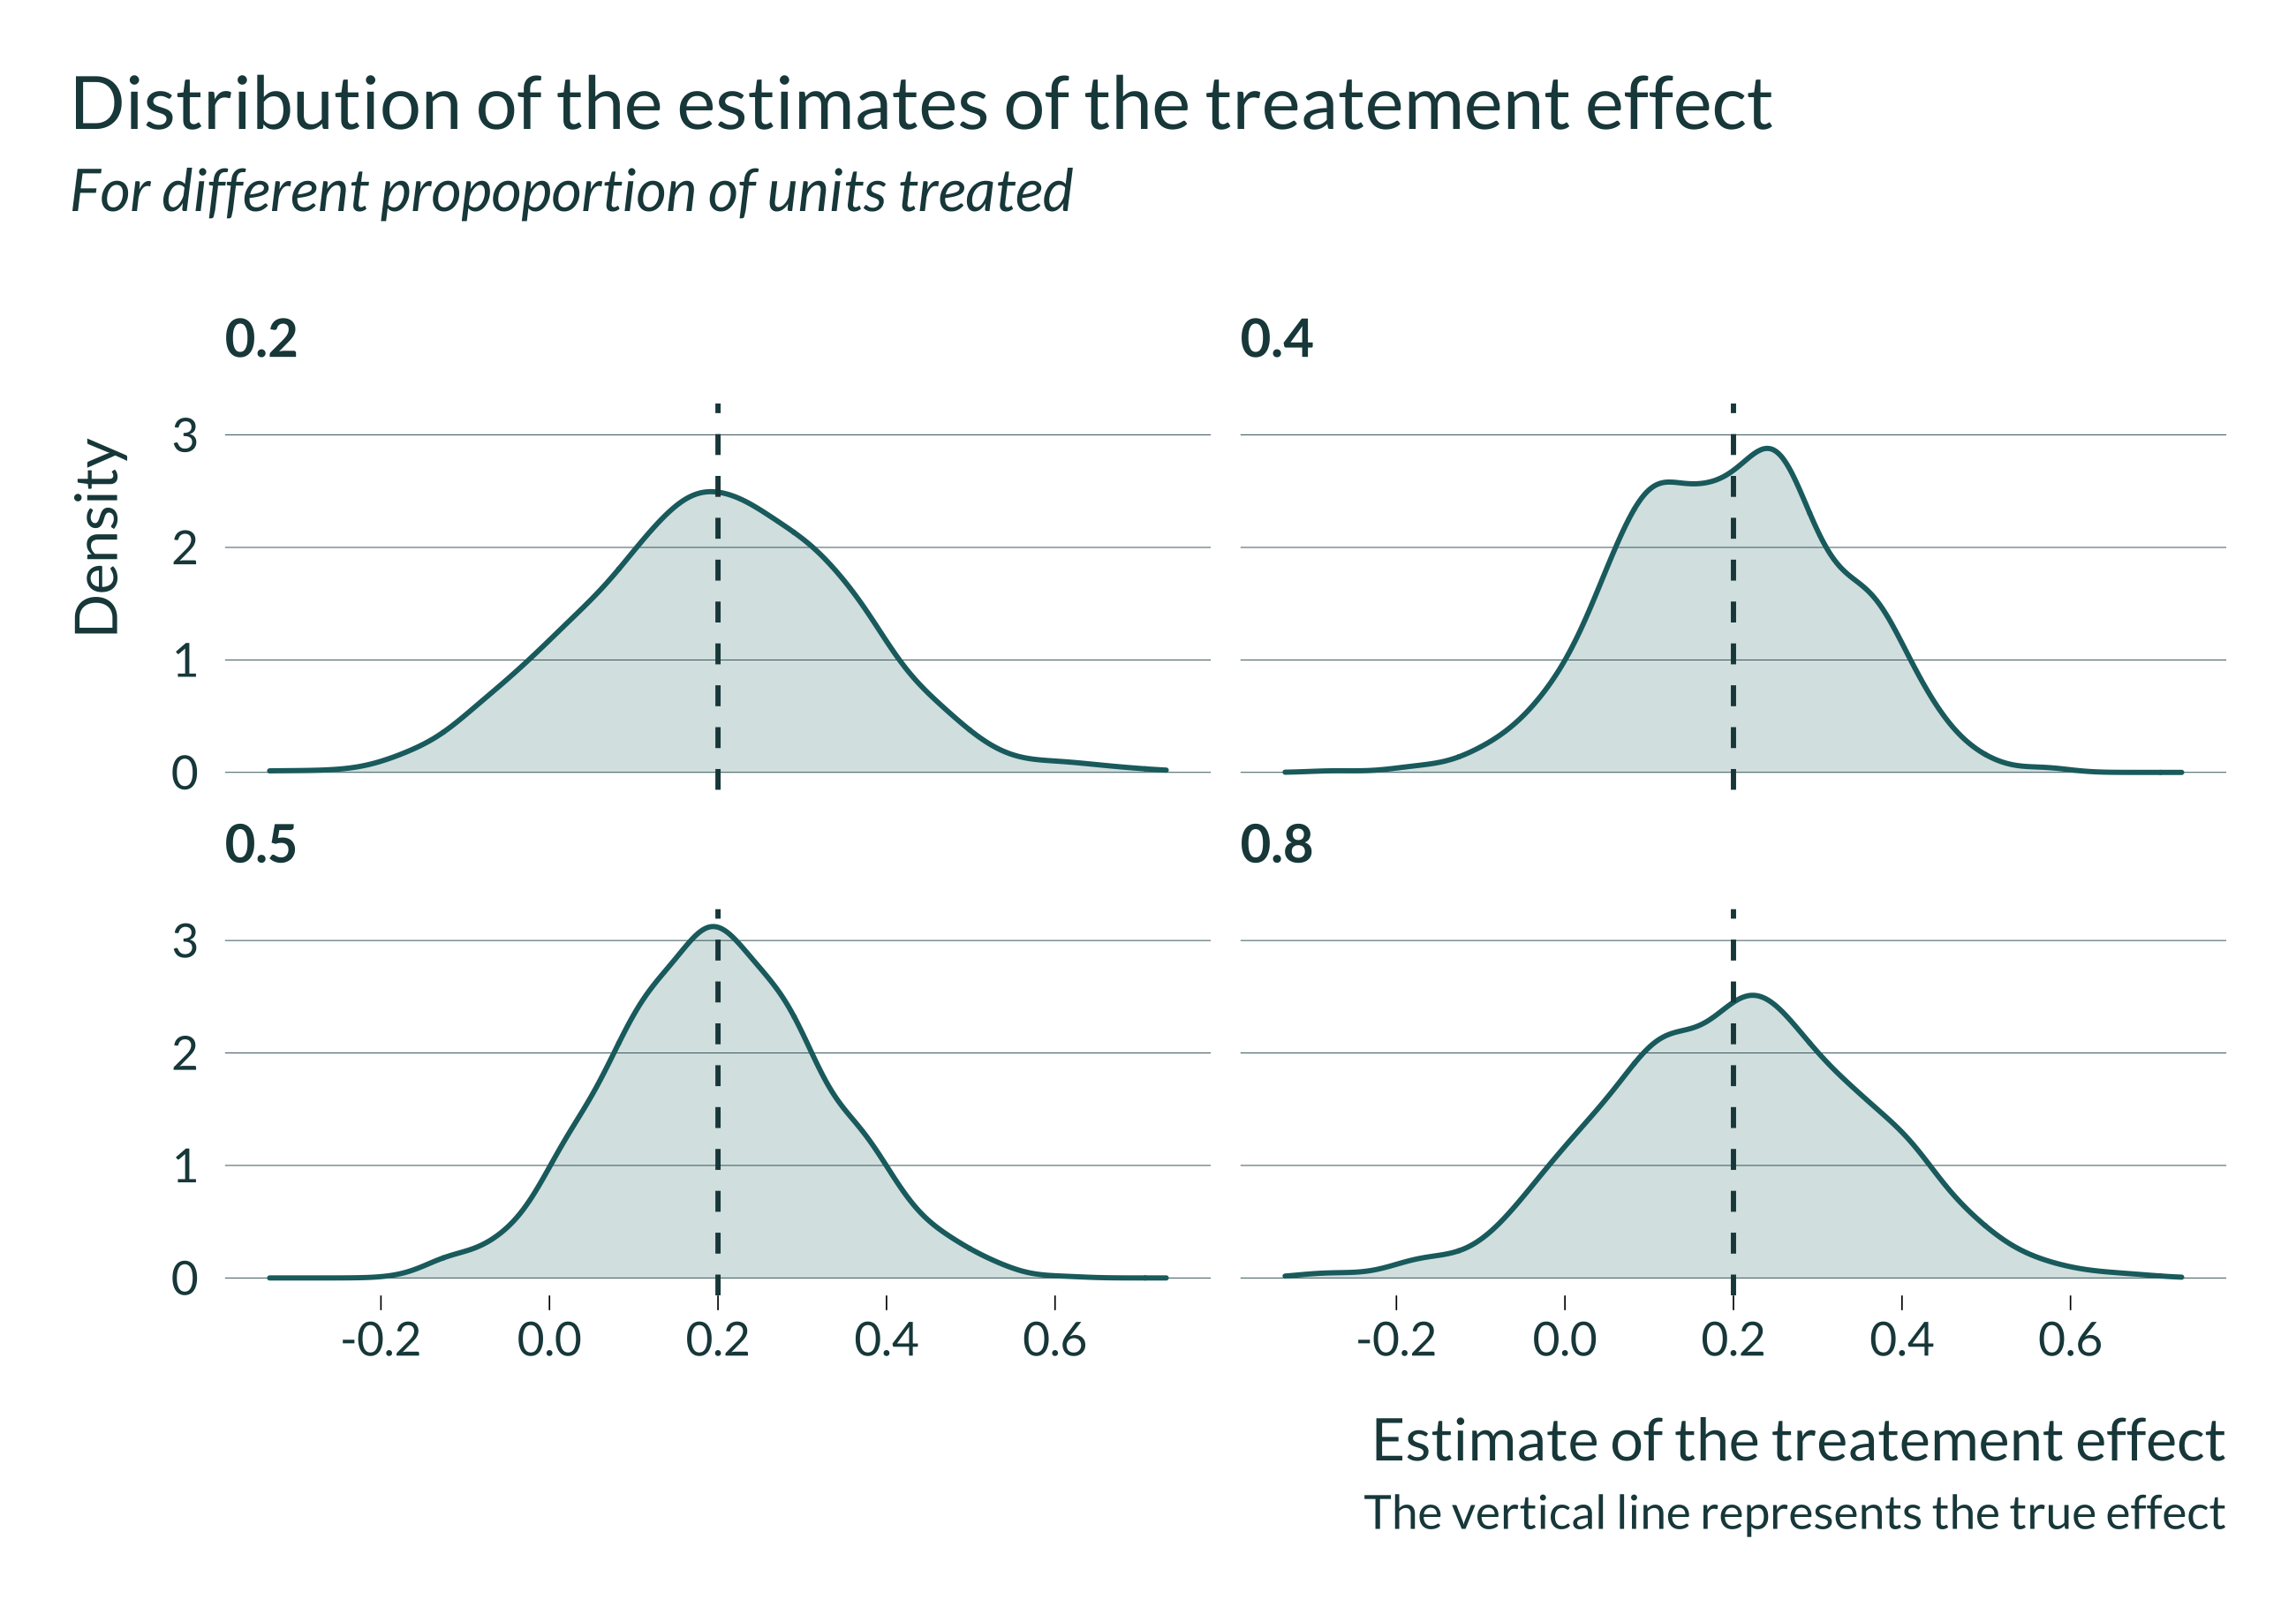 Distribution of the estimates of the treatement effect
For different propoportion of units treated
0.2
0.4
Density
3
2
1
0
0.5
0.8
3
2
1
0
-0.2 0.0 0.2 0.4 0.6
-0.2 0.0 0.2 0.4 0.6
Estimate of the treatement effect
The vertical line represents the true effect